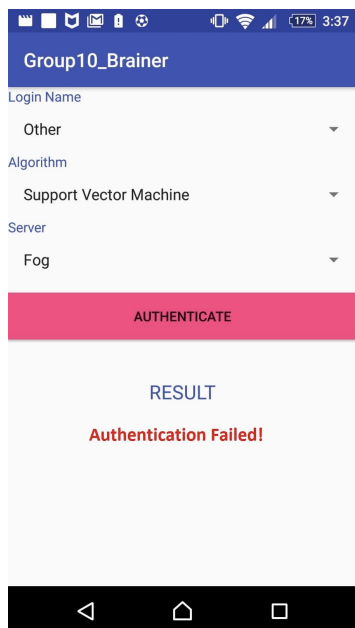 17% 3:37
Group10_Brainer
Login Name
Other
Algorithm
Support Vector Machine
Server
Fog
AUTHENTICATE
RESULT
Authentication Failed!